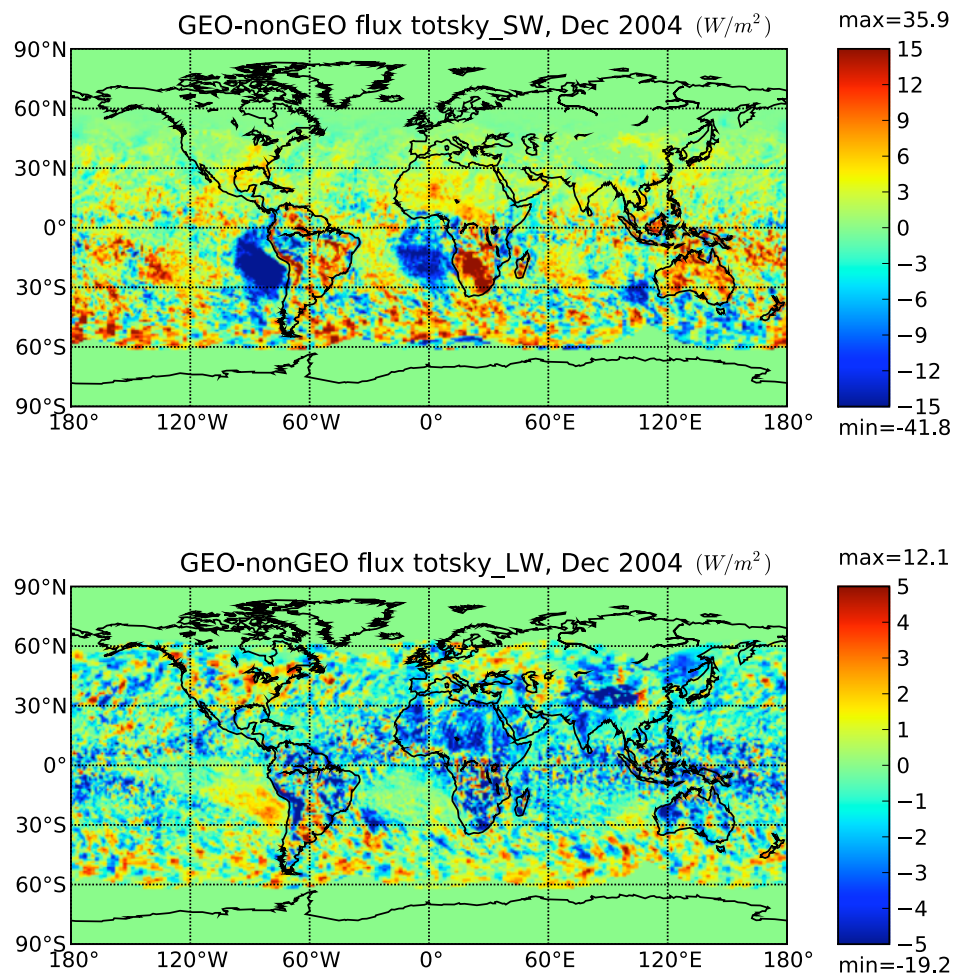 GEO-nonGEO flux totsky_SW, Dec 2004 (W/m²)
max=35.9
90°N
60°N
30°N
0°
30°S
60°S
90°S
180°
120°W
60°W
0°
60°E
120°E
180°
15
12
9
6
3
0
−3
−6
−9
−12
−15
min=-41.8
GEO-nonGEO flux totsky_LW, Dec 2004 (W/m²)
max=12.1
90°N
60°N
30°N
0°
30°S
60°S
90°S
180°
120°W
60°W
0°
60°E
120°E
180°
5
4
3
2
1
0
−1
−2
−3
−4
−5
min=-19.2